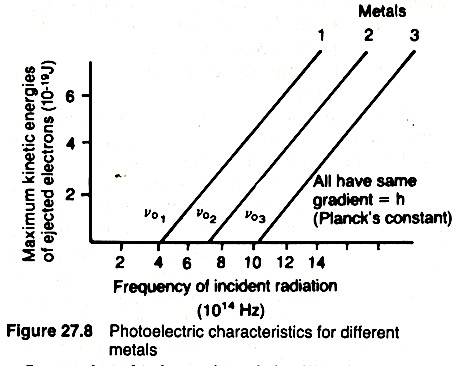 Metals
1 2 3
Maximum kinetic energies
of ejected electrons (10⁻¹⁹J)
6
4
2
ν₀₁ ν₀₂ ν₀₃
All have same
gradient = h
(Planck's constant)
2 4 6 8 10 12 14
Frequency of incident radiation
(10¹⁴ Hz)
Figure 27.8 Photoelectric characteristics for different
metals